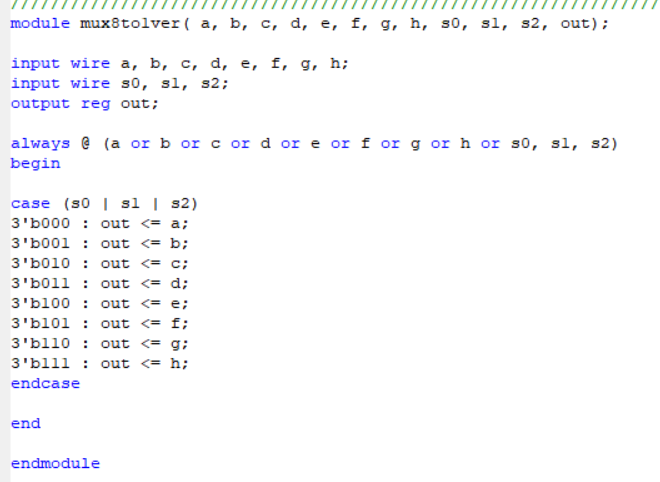 ////////////////////////////////////////////////////////////////////////////////
module mux8to1ver( a, b, c, d, e, f, g, h, s0, s1, s2, out);
input wire a, b, c, d, e, f, g, h;
input wire s0, s1, s2;
output reg out;
always @ (a or b or c or d or e or f or g or h or s0, s1, s2)
begin
case (s0 | s1 | s2)
3'b000 : out <= a;
3'b001 : out <= b;
3'b010 : out <= c;
3'b011 : out <= d;
3'b100 : out <= e;
3'b101 : out <= f;
3'b110 : out <= g;
3'b111 : out <= h;
endcase
end
endmodule